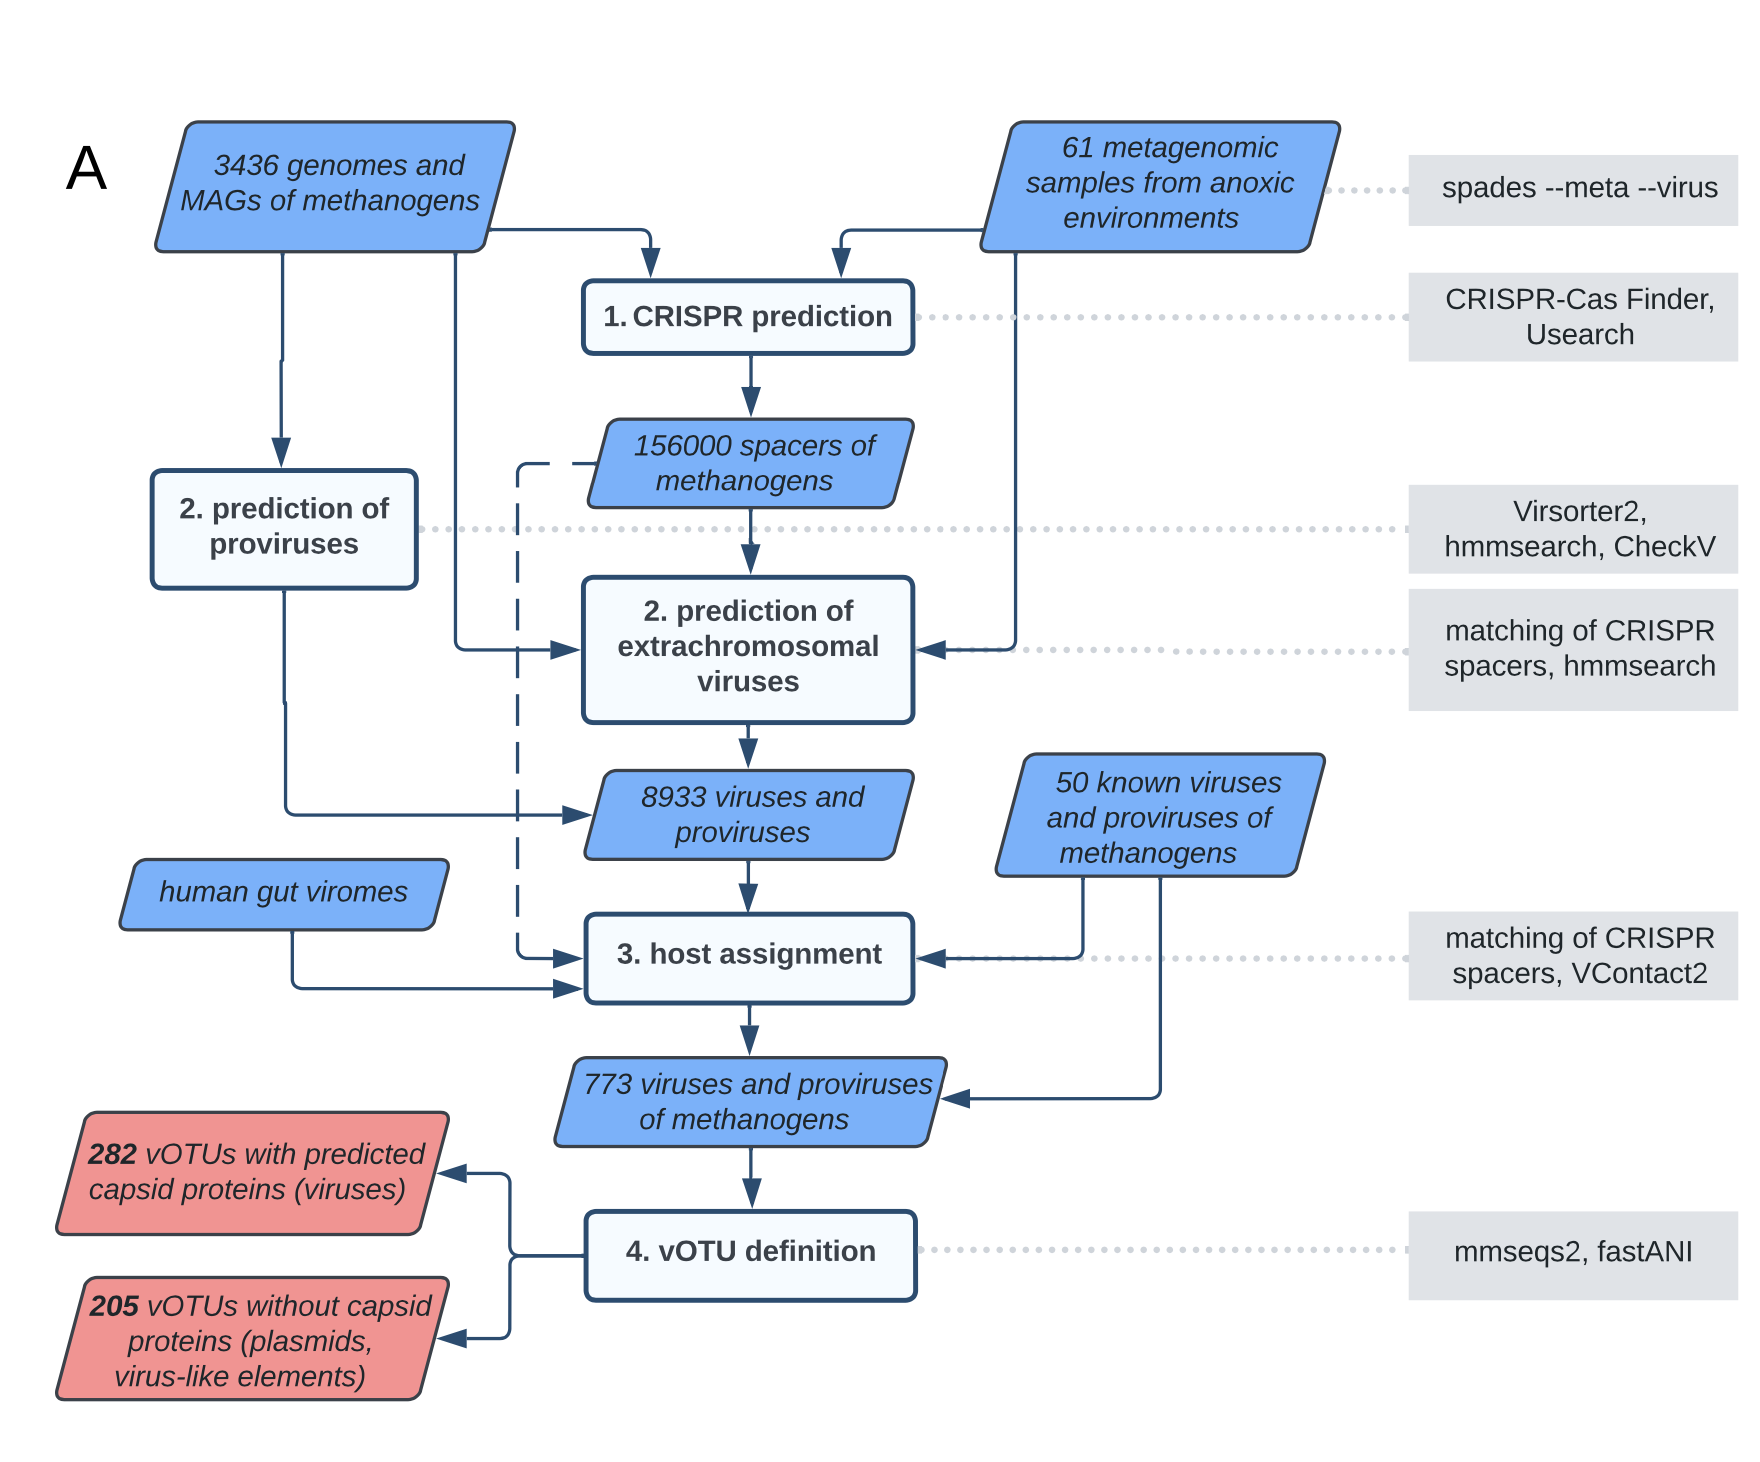 A
3436 genomes and
MAGs of methanogens
61 metagenomic
samples from anoxic
environments
spades --meta --virus
1. CRISPR prediction
CRISPR-Cas Finder,
Usearch
156000 spacers of
methanogens
2. prediction of
proviruses
Virsorter2,
hmmsearch, CheckV
2. prediction of
extrachromosomal
viruses
matching of CRISPR
spacers, hmmsearch
8933 viruses and
proviruses
50 known viruses
and proviruses of
methanogens
human gut viromes
3. host assignment
matching of CRISPR
spacers, VContact2
773 viruses and proviruses
of methanogens
282 vOTUs with predicted
capsid proteins (viruses)
4. vOTU definition
mmseqs2, fastANI
205 vOTUs without capsid
proteins (plasmids,
virus-like elements)